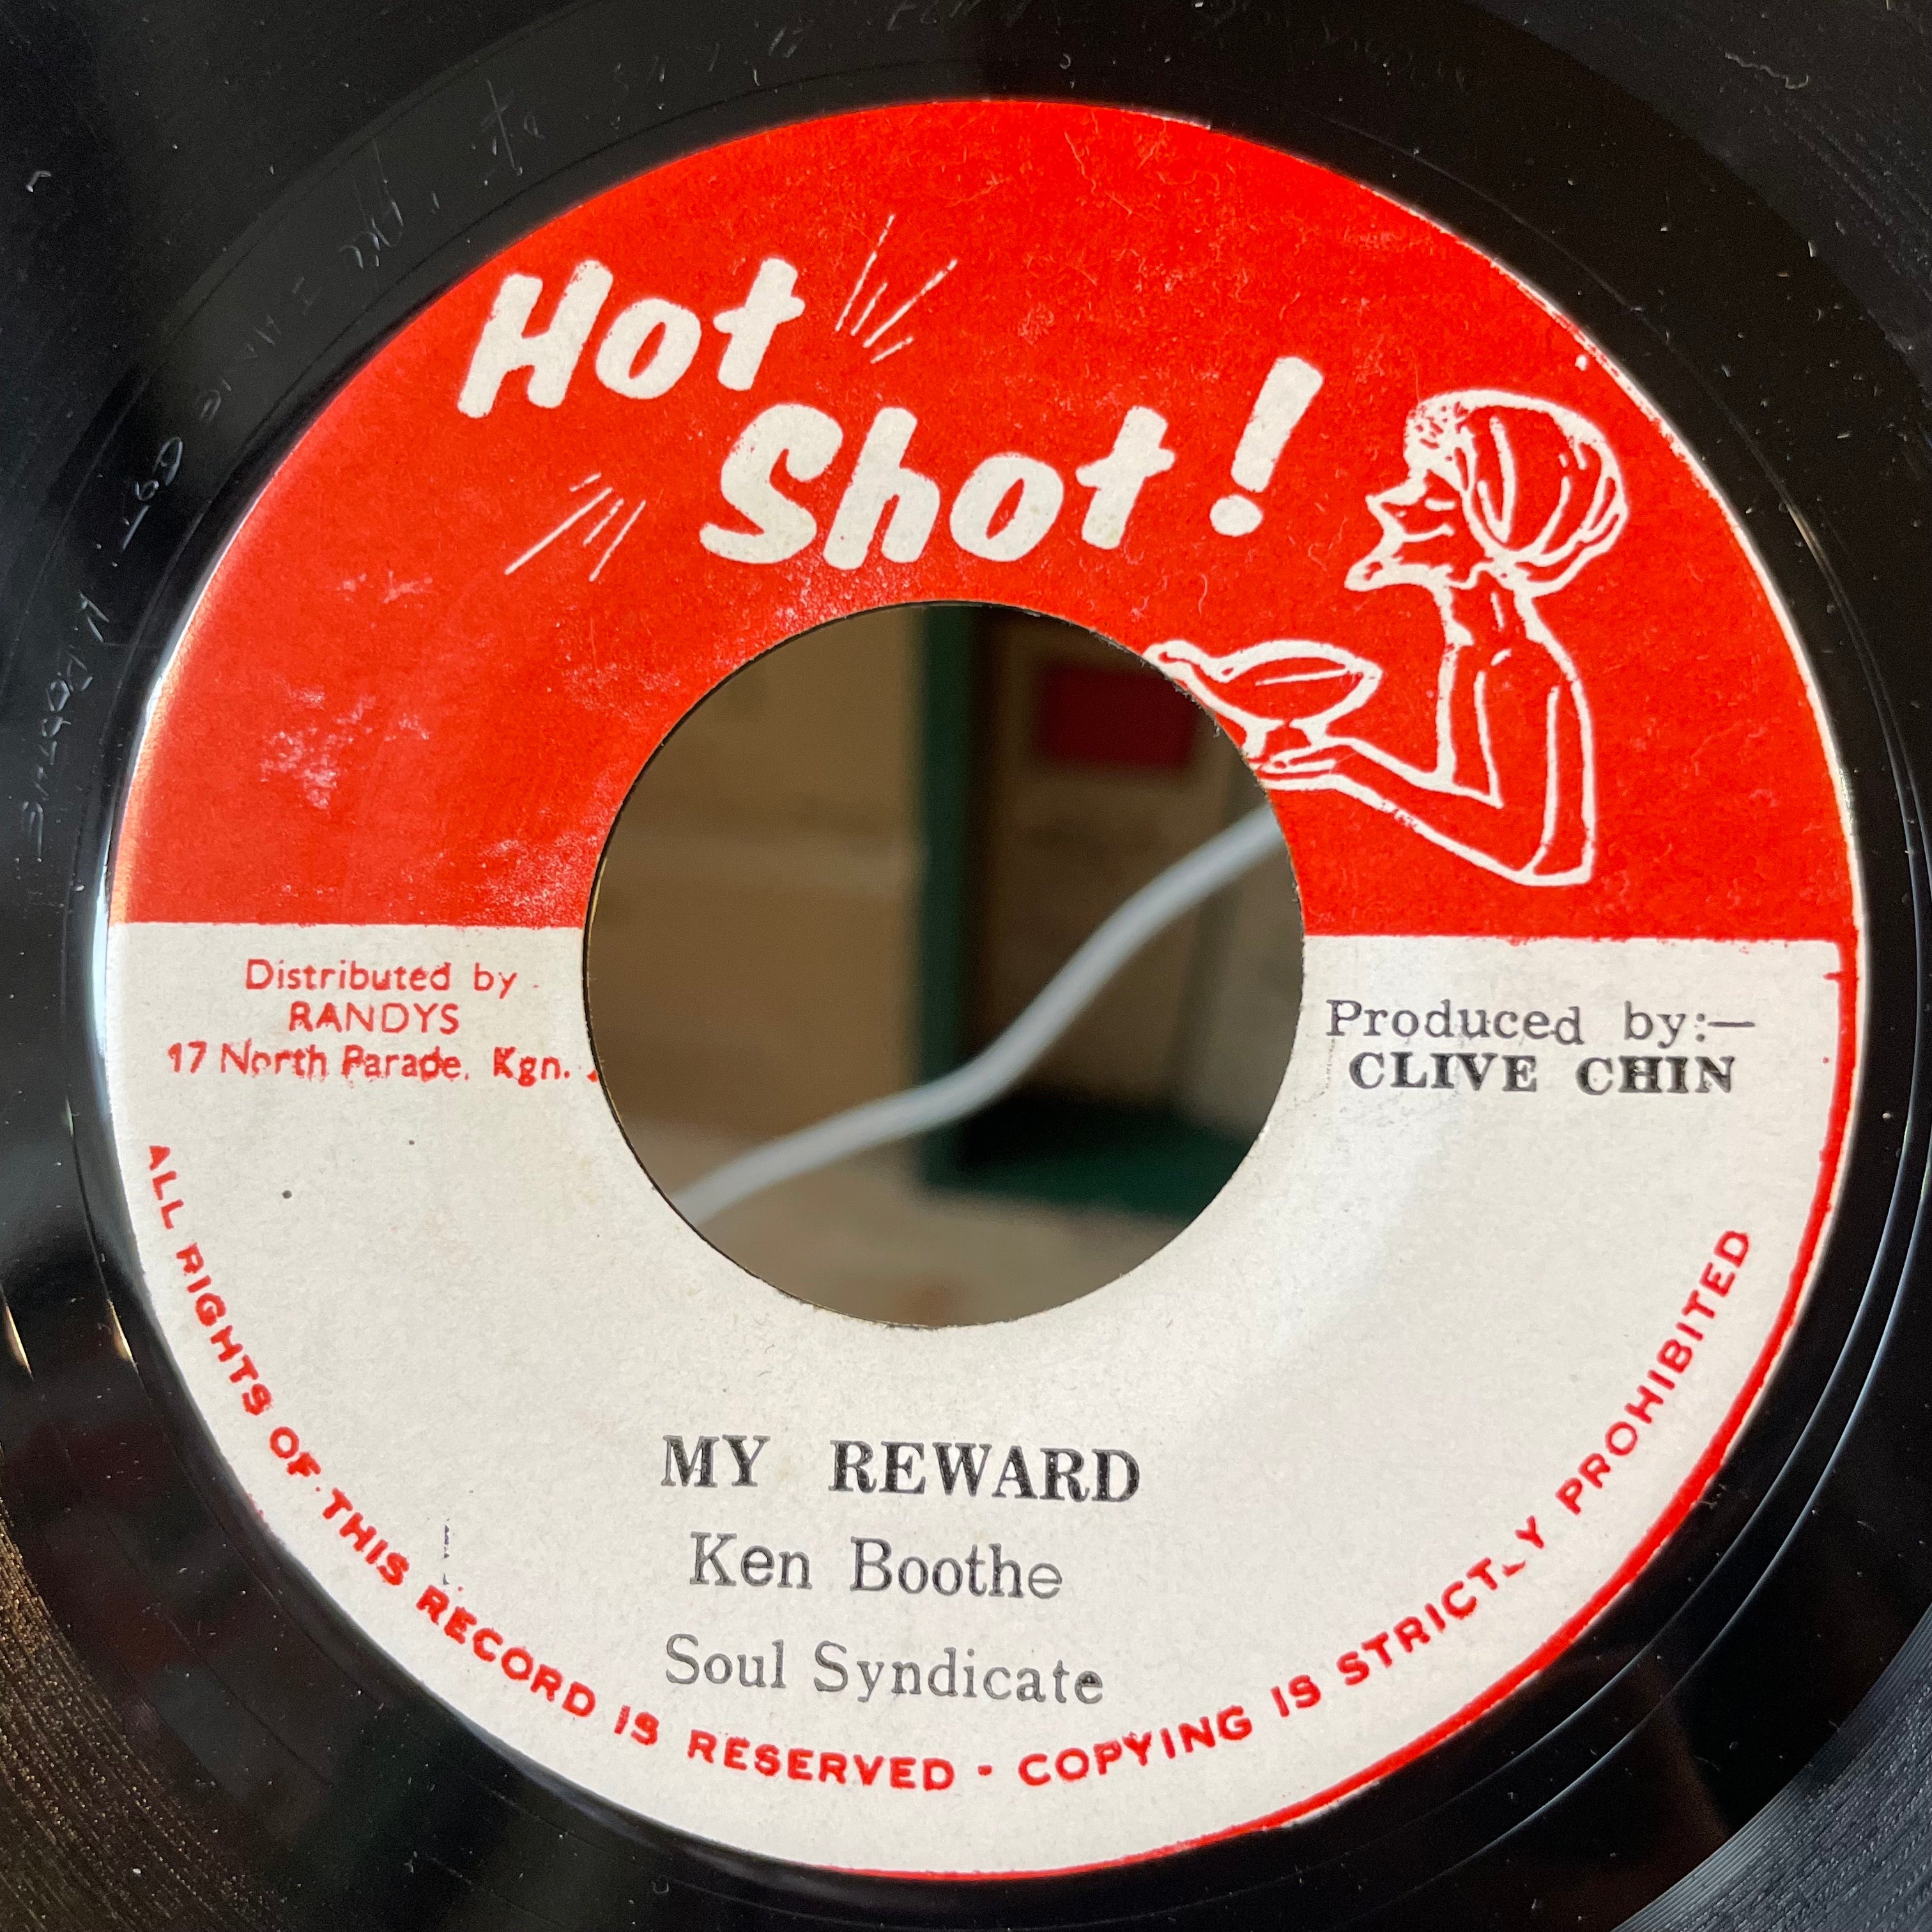 Hot
Shot!
Distributed by
RANDYS
17 North Parade, Kgn.
Produced by:—
CLIVE CHIN
MY REWARD
Ken Boothe
Soul Syndicate
ALL RIGHTS OF THIS RECORD IS RESERVED - COPYING IS STRICTLY PROHIBITED